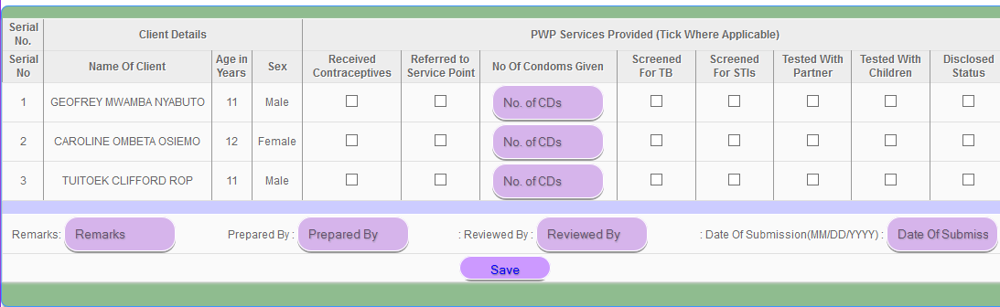 Serial No. Client Details PWP Services Provided (Tick Where Applicable)
Serial No Name Of Client Age in Years Sex Received Contraceptives Referred to Service Point No Of Condoms Given Screened For TB Screened For STIs Tested With Partner Tested With Children Disclosed Status
1 GEOFREY MWAMBA NYABUTO 11 Male No. of CDs
2 CAROLINE OMBETA OSIEMO 12 Female No. of CDs
3 TUITOEK CLIFFORD ROP 11 Male No. of CDs
Remarks: Remarks Prepared By : Prepared By : Reviewed By : Reviewed By : Date Of Submission(MM/DD/YYYY) : Date Of Submiss
Save